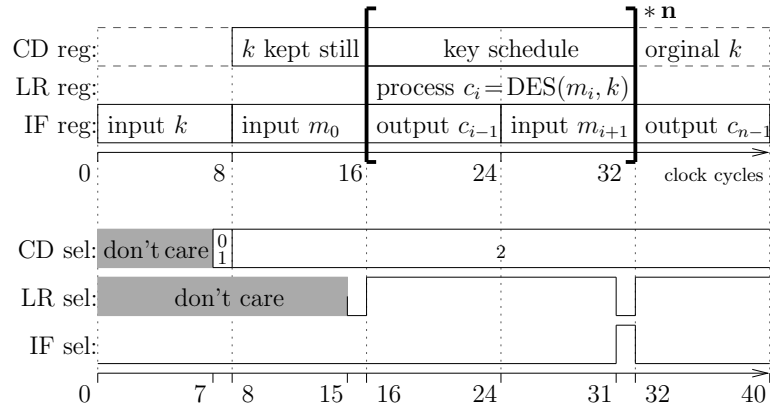 * n
CD reg: k kept still key schedule orginal k
LR reg: process c_i=DES(m_i, k)
IF reg: input k input m_0 output c_{i−1} input m_{i+1} output c_{n−1}
0 8 16 24 32 clock cycles
CD sel: don't care 0 1 2
LR sel: don't care
IF sel:
0 7 8 15 16 24 31 32 40